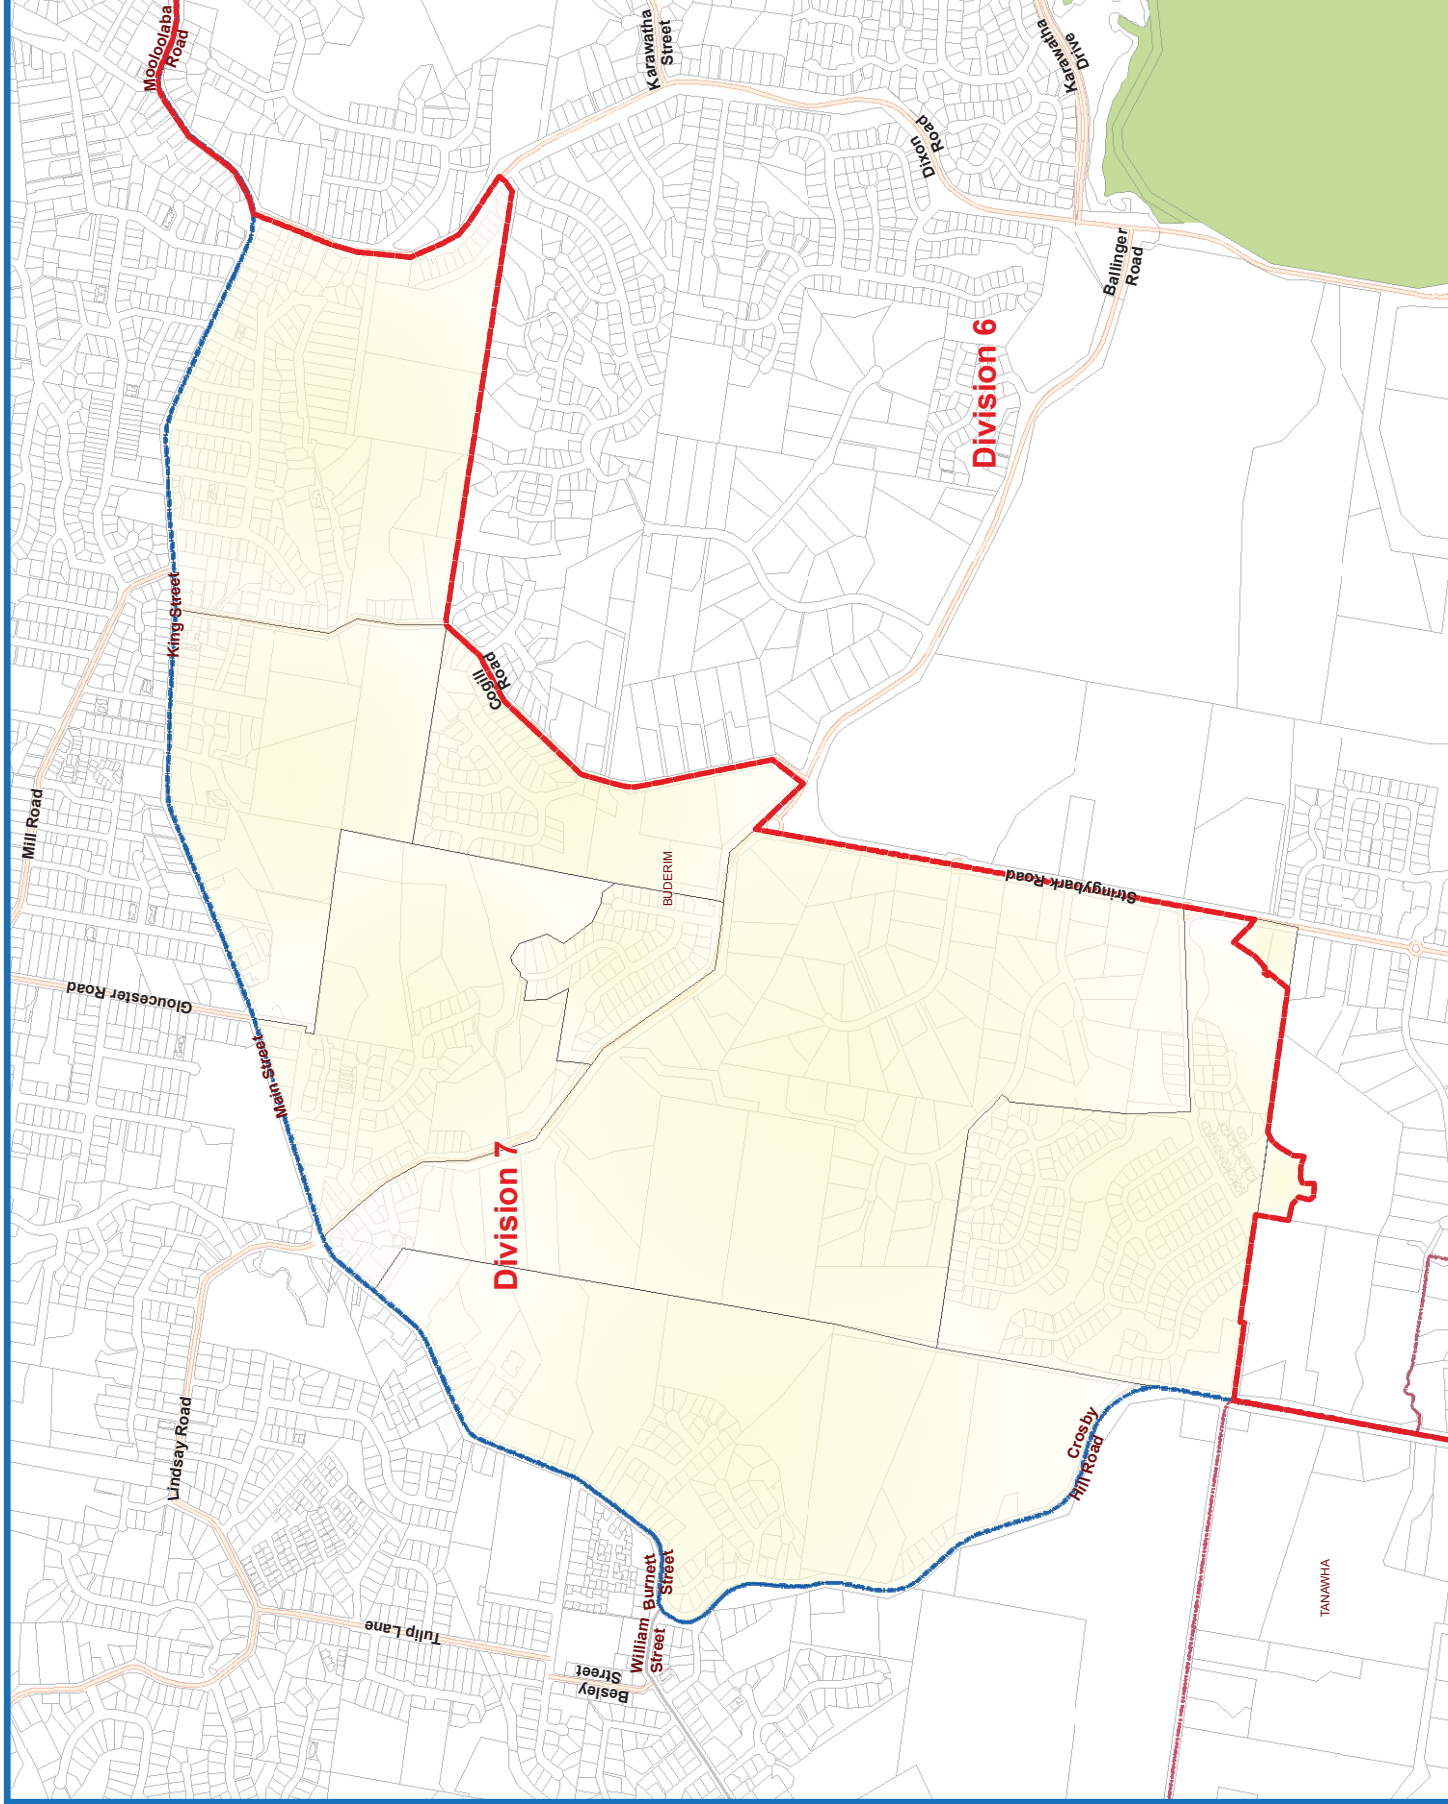 Mooloolaba
Road
Karawatha
Street
Karawatha
Drive
Dixon
Road
Ballinger
Road
Division 6
King Street
Mill Road
Cogill
Road
BUDERIM
Stringybark Road
Gloucester Road
Main Street
Division 7
Lindsay Road
Crosby
Hill Road
Burnett
Street
William
Street
Tulip Lane
Besley
Street
TANAWHA